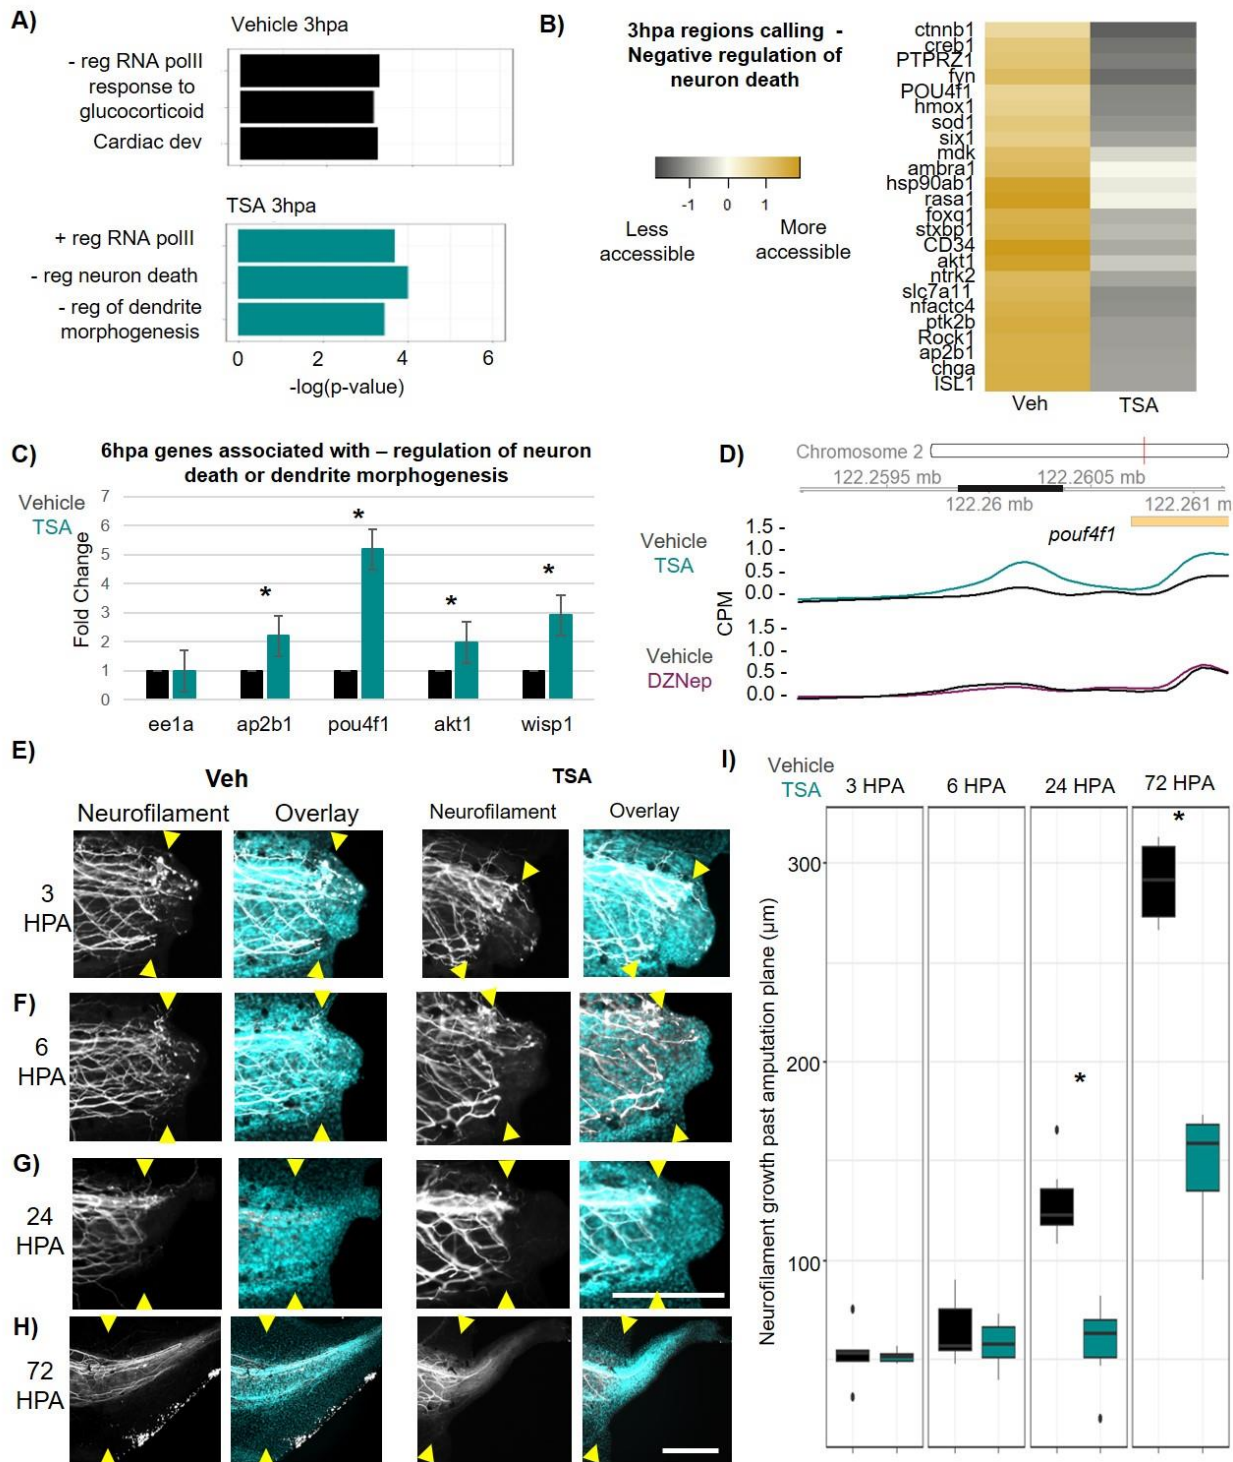 A)
Vehicle 3hpa
- reg RNA polII
response to
glucocorticoid
Cardiac dev
TSA 3hpa
+ reg RNA polII
- reg neuron death
- reg of dendrite
morphogenesis
0 2 4 6
-log(p-value)
B)
3hpa regions calling -
Negative regulation of
neuron death
-1 0 1
Less
accessible
More
accessible
ctnnb1
creb1
PTPRZ1
fyn
POU4f1
hmox1
sod1
six1
mdk
ambra1
hsp90ab1
rasa1
foxq1
stxbp1
CD34
akt1
ntrk2
slc7a11
nfactc4
ptk2b
Rock1
ap2b1
chga
ISL1
Veh TSA
C)
6hpa genes associated with – regulation of neuron
death or dendrite morphogenesis
Vehicle
TSA
Fold Change
7
6
5
4
3
2
1
0
* * * *
ee1a ap2b1 pou4f1 akt1 wisp1
D)
Chromosome 2
122.2595 mb 122.2605 mb
122.26 mb 122.261 m
pouf4f1
Vehicle
TSA
1.5 -
1.0 -
0.5 -
0.0 -
CPM
Vehicle
DZNep
1.5 -
1.0 -
0.5 -
0.0 -
E)
Veh TSA
Neurofilament Overlay Neurofilament Overlay
3
HPA
F)
6
HPA
G)
24
HPA
H)
72
HPA
I)
Vehicle
TSA
3 HPA 6 HPA 24 HPA 72 HPA
Neurofilament growth past amputation plane (µm)
300
200
100
*
*